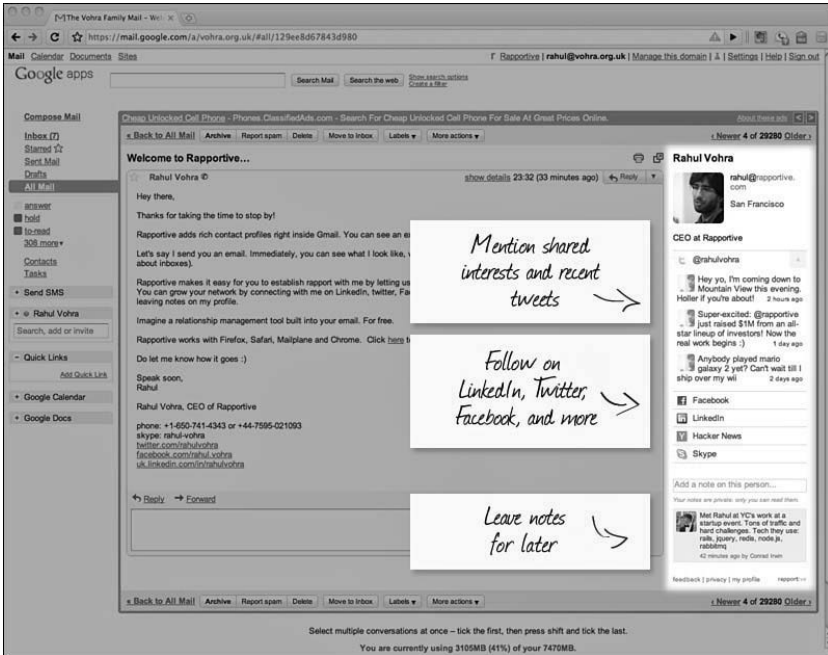 The Vohra Family Mail - Wel
https://mail.google.com/a/vohra.org.uk/#all/129ee8d67843d980
Mail Calendar Documents Sites
Rapportive | rahul@vohra.org.uk | Manage this domain | Settings | Help | Sign out
Google apps
Search Mail Search the web Show search options
Create a filter
Compose Mail
Inbox (7)
Starred
Sent Mail
Drafts
All Mail
answer
hold
to-read
306 more
Contacts
Tasks
+ Send SMS
+ Rahul Vohra
Search, add or invite
- Quick Links
Add Quick Link
+ Google Calendar
+ Google Docs
Cheap Unlocked Cell Phone - Phones.ClassifiedAds.com - Search For Cheap Unlocked Cell Phone For Sale At Great Prices Online. About these ads < >
« Back to All Mail Archive Report spam Delete Move to Inbox Labels More actions ‹ Newer 4 of 29280 Older ›
Welcome to Rapportive...
Rahul Vohra show details 23:32 (33 minutes ago) Reply
Hey there,
Thanks for taking the time to stop by!
Rapportive adds rich contact profiles right inside Gmail. You can see an ex
Let's say I send you an email. Immediately, you can see what I look like,
about inboxes).
Rapportive makes it easy for you to establish rapport with me by letting us
You can grow your network by connecting with me on LinkedIn, twitter, Fac
leaving notes on my profile.
Imagine a relationship management tool built into your email. For free.
Rapportive works with Firefox, Safari, Mailplane and Chrome. Click here to
Do let me know how it goes :)
Speak soon,
Rahul
Rahul Vohra, CEO of Rapportive
phone: +1-650-741-4343 or +44-7595-021093
skype: rahul-vohra
twitter.com/rahulvohra
facebook.com/rahul.vohra
uk.linkedin.com/in/rahulvohra
Reply Forward
Mention shared
interests and recent
tweets
Follow on
LinkedIn, Twitter,
Facebook, and more
Leave notes
for later
Rahul Vohra
rahul@rapportive.
com
San Francisco
CEO at Rapportive
@rahulvohra
Hey yo, I'm coming down to
Mountain View this evening.
Holler if you're about! 2 hours ago
Super-excited: @rapportive
just raised $1M from an all-
star lineup of investors! Now the
real work begins :) 1 day ago
Anybody played mario
galaxy 2 yet? Can't wait till I
ship over my wii 2 days ago
Facebook
LinkedIn
Hacker News
Skype
Add a note on this person...
Your notes are private: only you can read them.
Met Rahul at YC's work at a
startup event. Tons of traffic and
hard challenges. Tech they use:
rails, jquery, redis, node.js,
rabbitmq
42 minutes ago by Conrad Irwin
feedback | privacy | my profile rapport
« Back to All Mail Archive Report spam Delete Move to Inbox Labels More actions ‹ Newer 4 of 29280 Older ›
Select multiple conversations at once – tick the first, then press shift and tick the last.
You are currently using 3105MB (41%) of your 7470MB.